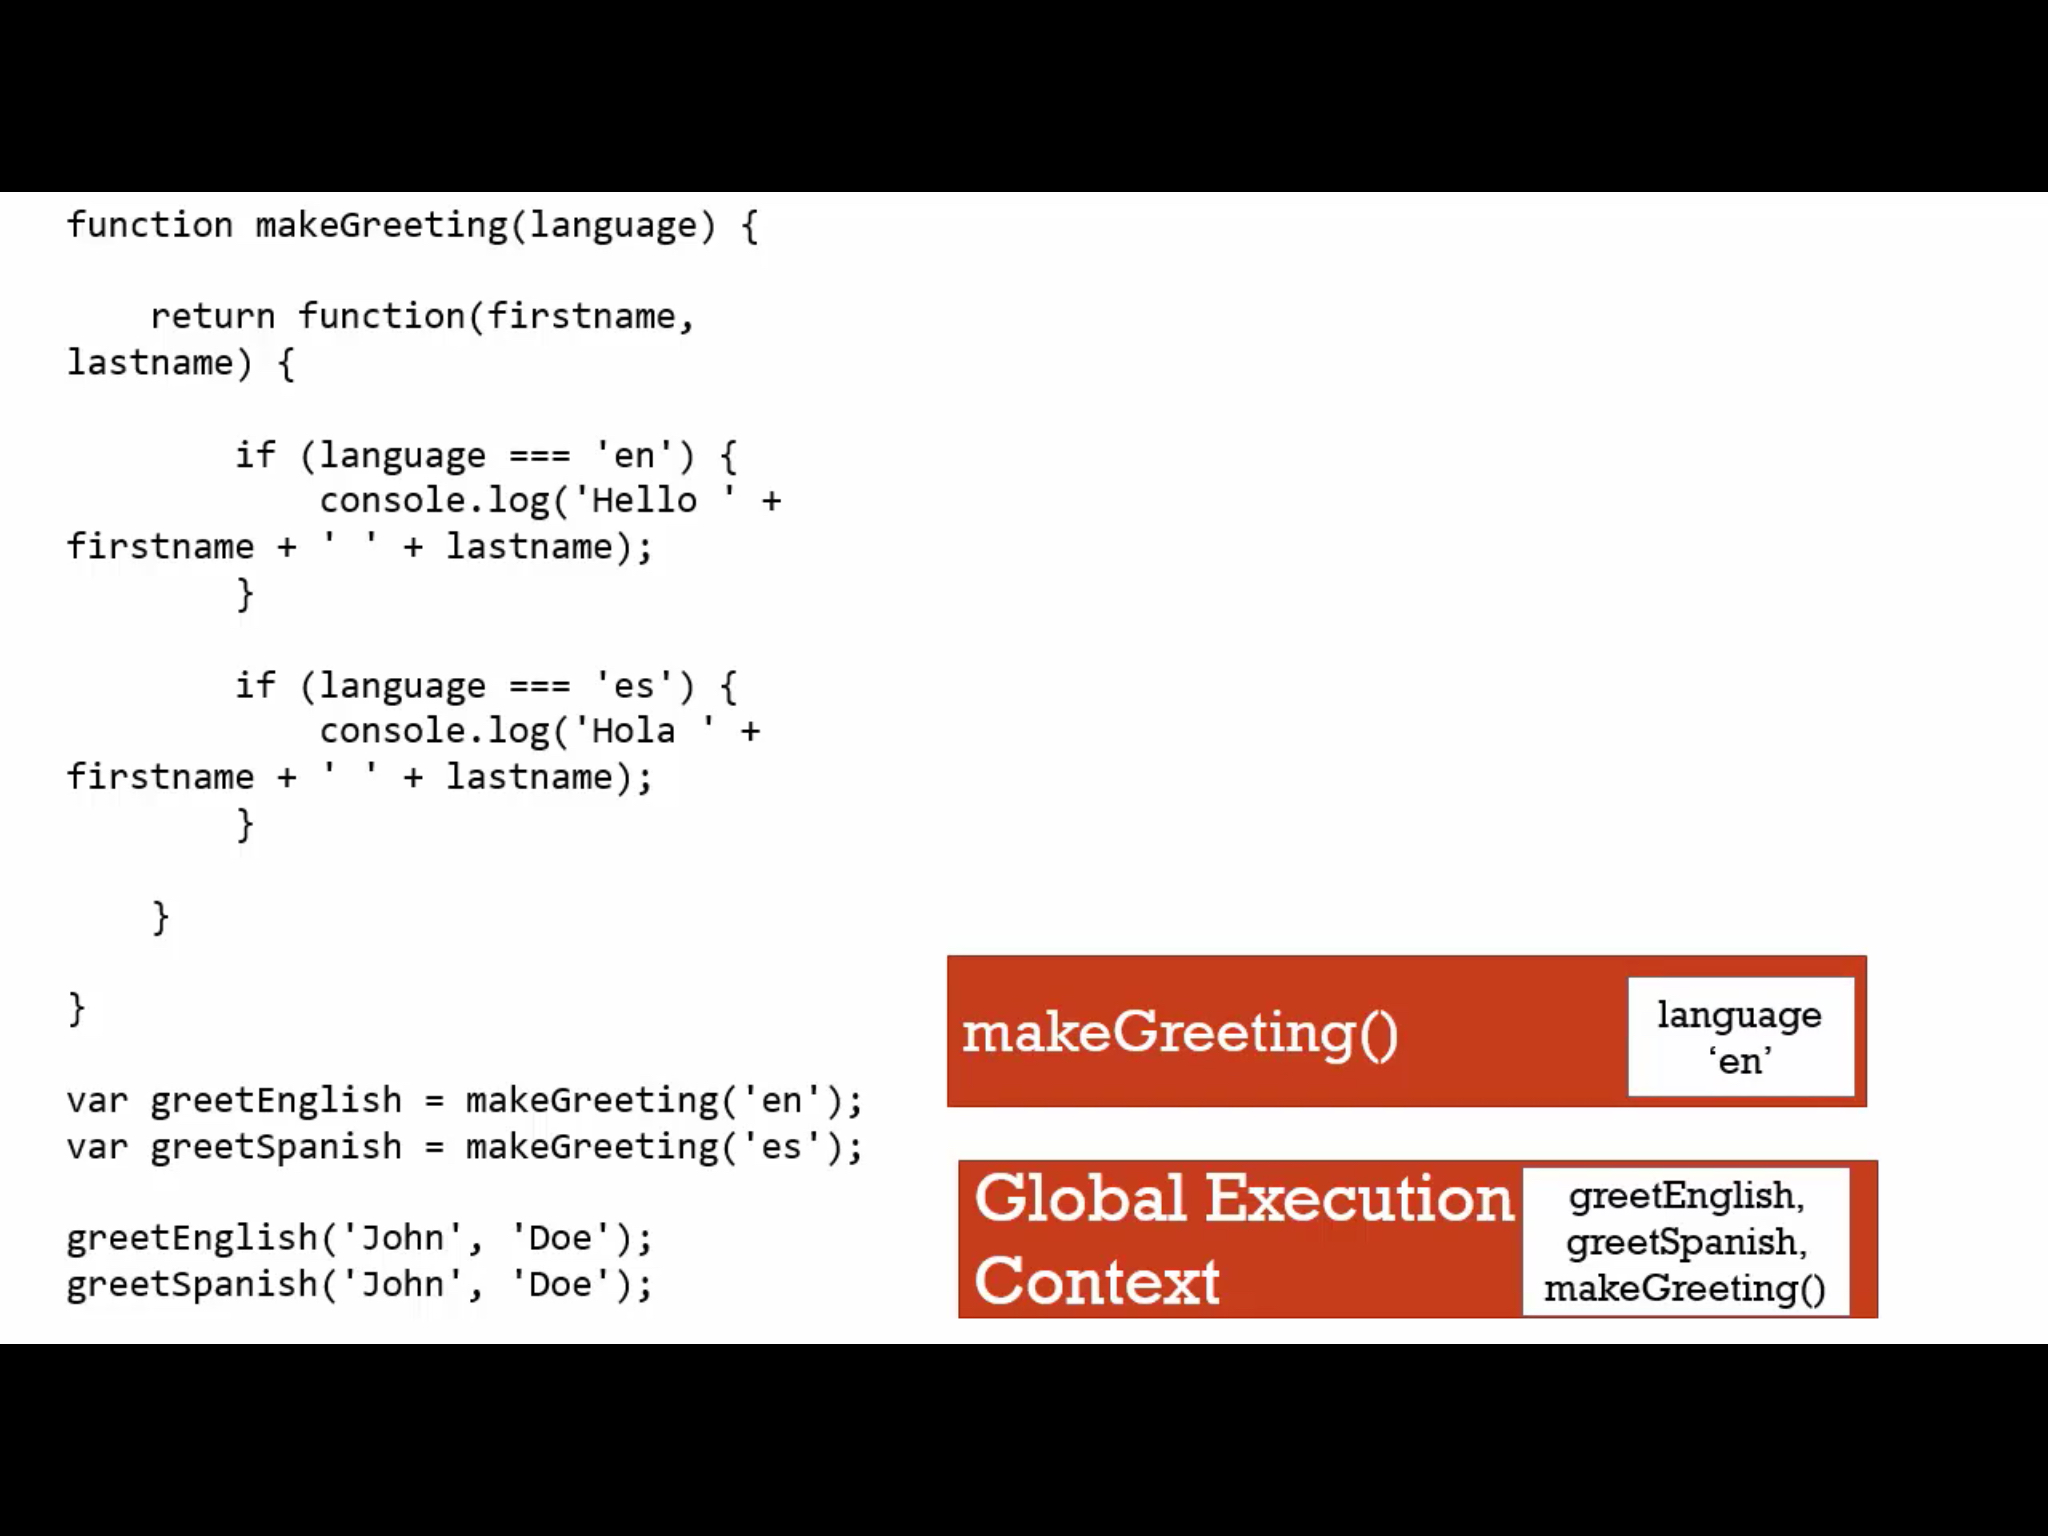 function makeGreeting(language) {
    return function(firstname,
lastname) {
        if (language === 'en') {
            console.log('Hello ' +
firstname + ' ' + lastname);
        }
        if (language === 'es') {
            console.log('Hola ' +
firstname + ' ' + lastname);
        }
    }
}
var greetEnglish = makeGreeting('en');
var greetSpanish = makeGreeting('es');
greetEnglish('John', 'Doe');
greetSpanish('John', 'Doe');
makeGreeting()
language
‘en’
Global Execution
Context
greetEnglish,
greetSpanish,
makeGreeting()